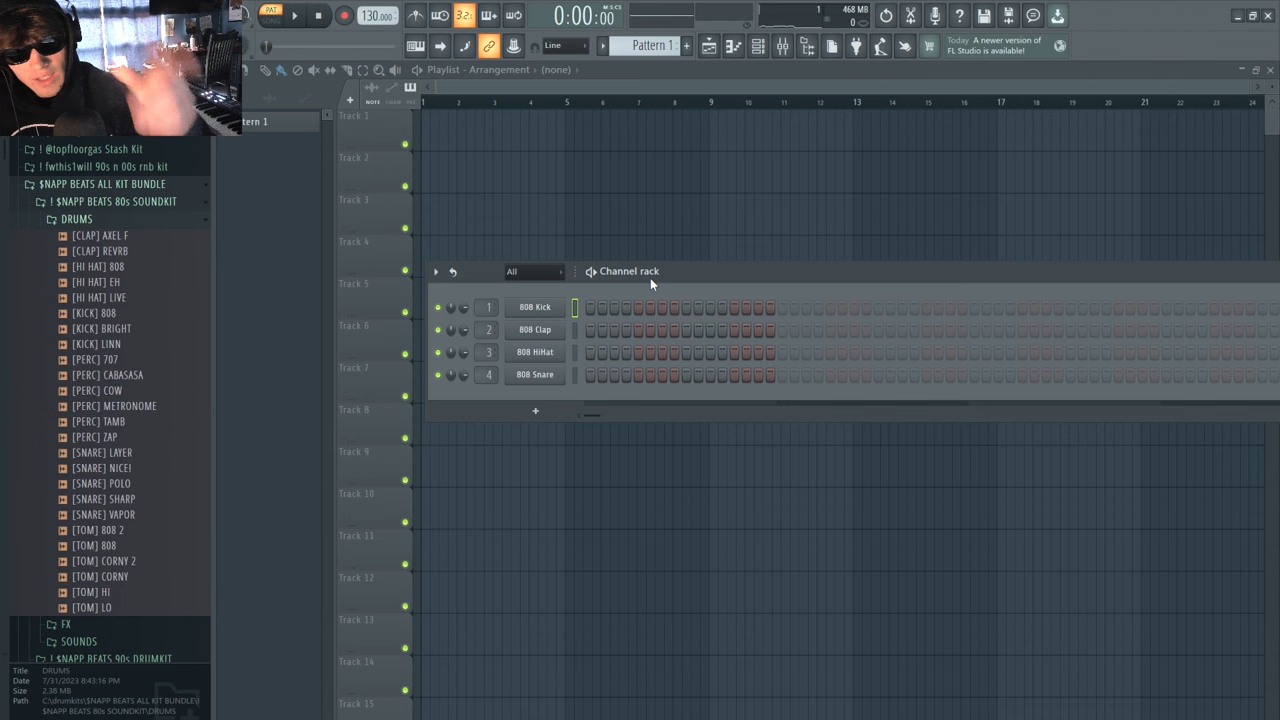 PAT
SONG
3.2:
130.000
0:00:00
M:S:CS
1
468 MB
0
Line
Pattern 1
Today A newer version of
FL Studio is available!
Playlist - Arrangement › (none) ›
NOTE CHAN PAT
1 2 3 4 5 6 7 8 9 10 11 12 13 14 15 16 17 18 19 20 21 22 23 24
tern 1
! @topfloorgas Stash Kit
! fwthis1will 90s n 00s rnb kit
$NAPP BEATS ALL KIT BUNDLE
! $NAPP BEATS 80s SOUNDKIT
DRUMS
[CLAP] AXEL F
[CLAP] REVRB
[HI HAT] 808
[HI HAT] EH
[HI HAT] LIVE
[KICK] 808
[KICK] BRIGHT
[KICK] LINN
[PERC] 707
[PERC] CABASASA
[PERC] COW
[PERC] METRONOME
[PERC] TAMB
[PERC] ZAP
[SNARE] LAYER
[SNARE] NICE!
[SNARE] POLO
[SNARE] SHARP
[SNARE] VAPOR
[TOM] 808 2
[TOM] 808
[TOM] CORNY 2
[TOM] CORNY
[TOM] HI
[TOM] LO
FX
SOUNDS
! $NAPP BEATS 90s DRUMKIT
Title DRUMS
Date 7/31/2023 8:43:16 PM
Size 2.38 MB
Path C:\drumkits\$NAPP BEATS ALL KIT BUNDLE\!
$NAPP BEATS 80s SOUNDKIT\DRUMS
Track 1
Track 2
Track 3
Track 4
Track 5
Track 6
Track 7
Track 8
Track 9
Track 10
Track 11
Track 12
Track 13
Track 14
Track 15
All
Channel rack
1 808 Kick
2 808 Clap
3 808 HiHat
4 808 Snare